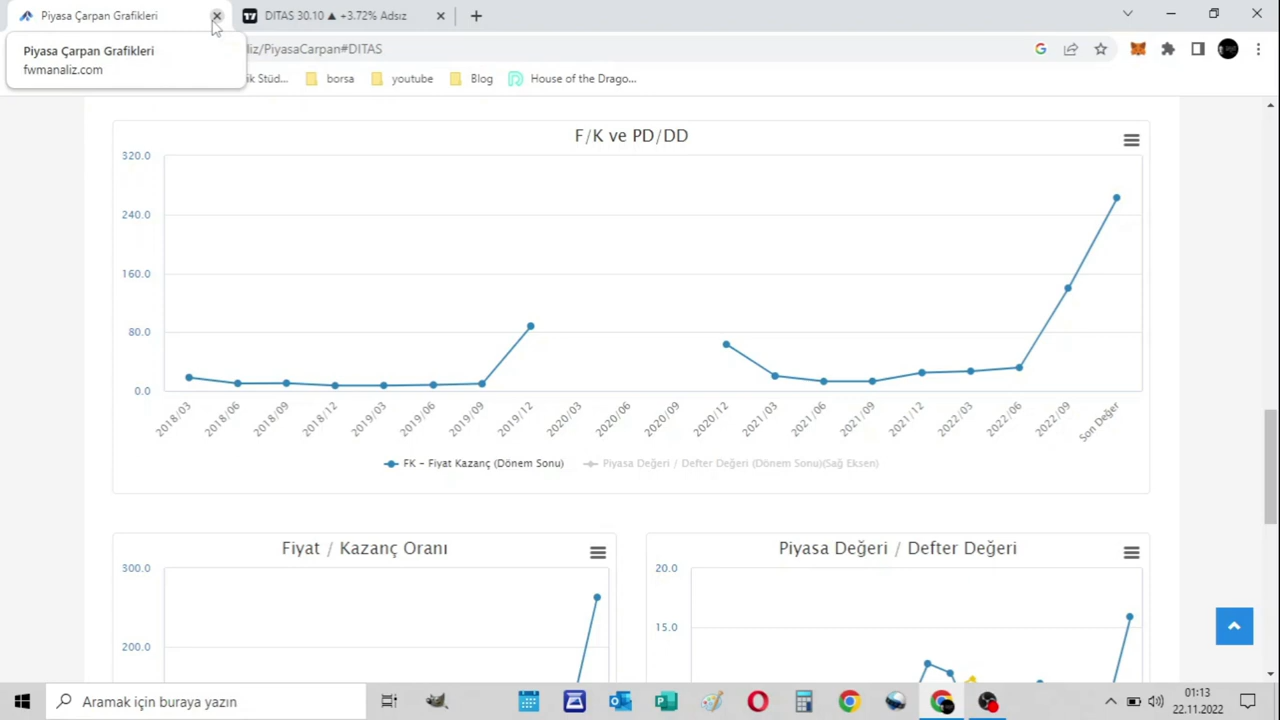 Piyasa Çarpan Grafikleri
DITAS 30.10 ▲ +3.72% Adsız
Piyasa Çarpan Grafikleri
fwmanaliz.com
liz/PiyasaCarpan#DITAS
ik Stüd...
borsa
youtube
Blog
House of the Drago...
F/K ve PD/DD
320.0
240.0
160.0
80.0
0.0
2018/03
2018/06
2018/09
2018/12
2019/03
2019/06
2019/09
2019/12
2020/03
2020/06
2020/09
2020/12
2021/03
2021/06
2021/09
2021/12
2022/03
2022/06
2022/09
Son Değer
FK - Fiyat Kazanç (Dönem Sonu)
Piyasa Değeri / Defter Değeri (Dönem Sonu)(Sağ Eksen)
Fiyat / Kazanç Oranı
300.0
200.0
Piyasa Değeri / Defter Değeri
20.0
15.0
Aramak için buraya yazın
01:13
22.11.2022